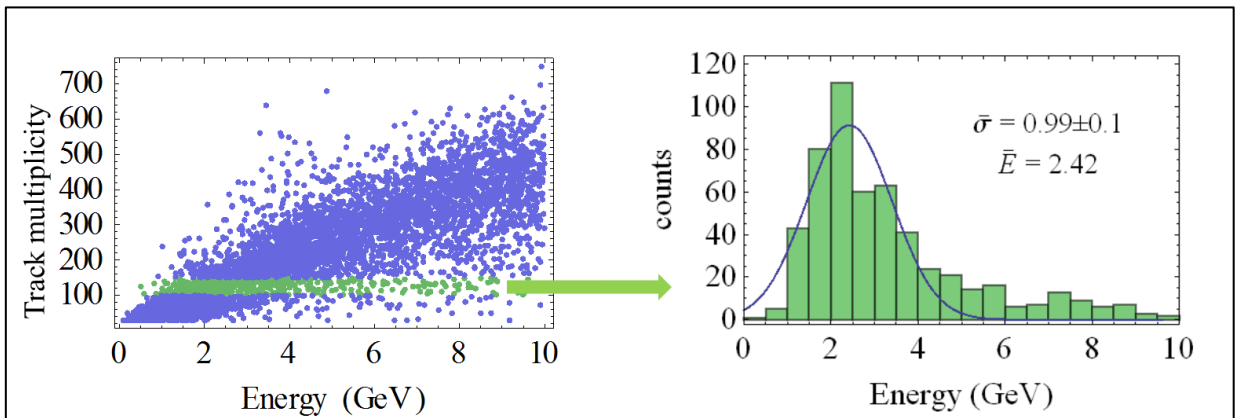 Track multiplicity
700
600
500
400
300
200
100
0 2 4 6 8 10
Energy (GeV)
counts
120
100
80
60
40
20
0
σ̄ = 0.99±0.1
Ē = 2.42
0 2 4 6 8 10
Energy (GeV)